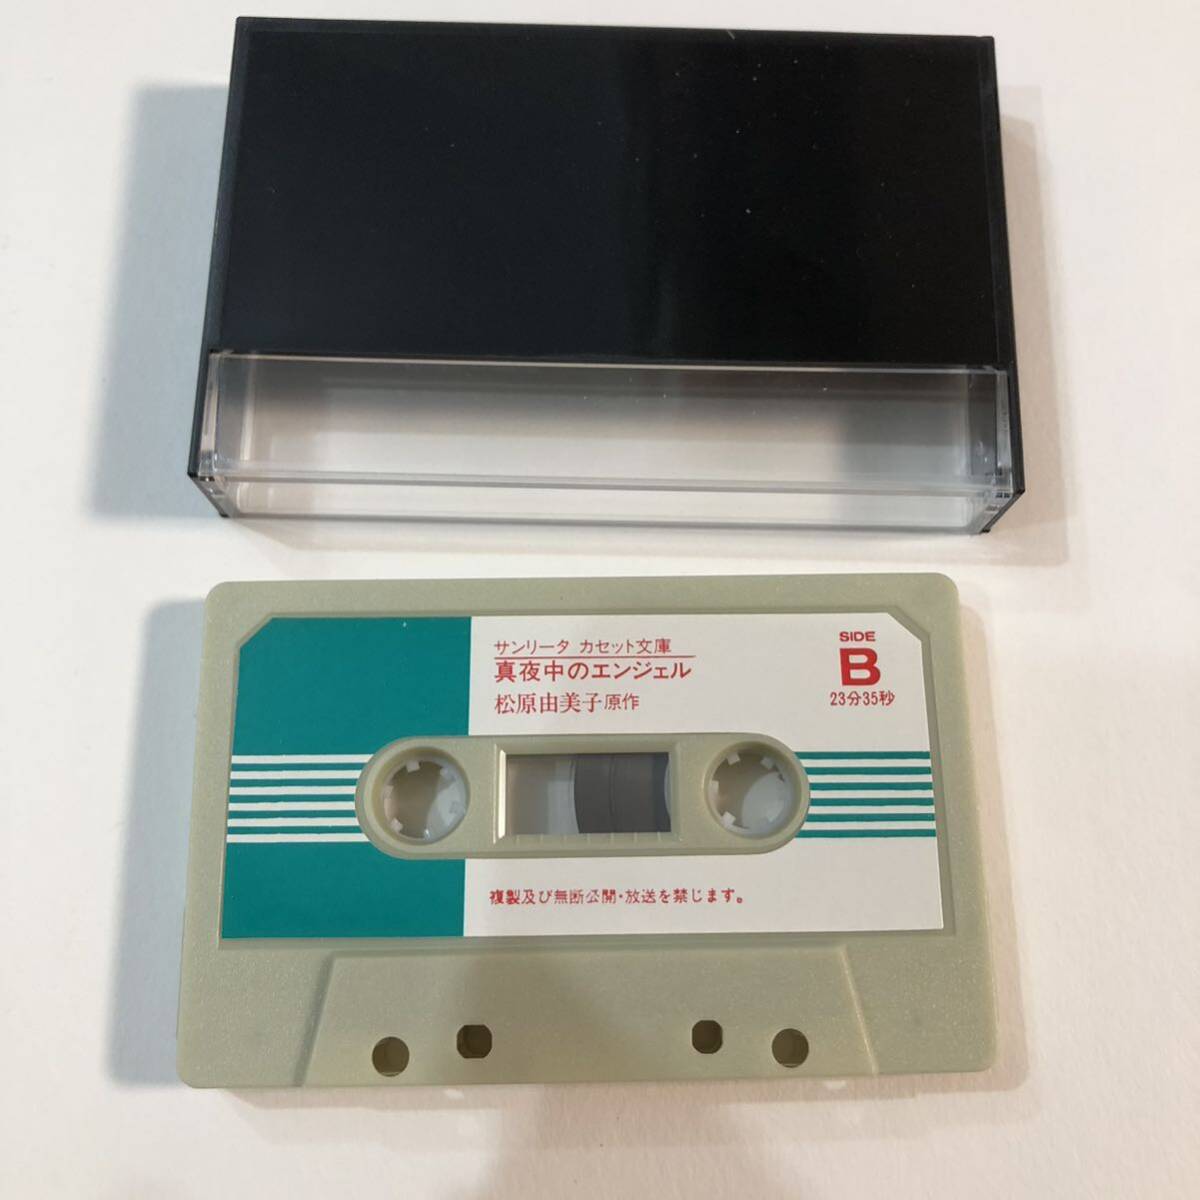 サンリータ カセット文庫
真夜中のエンジェル
松原由美子原作
SIDE
B
23分35秒
複製及び無断公開・放送を禁じます。